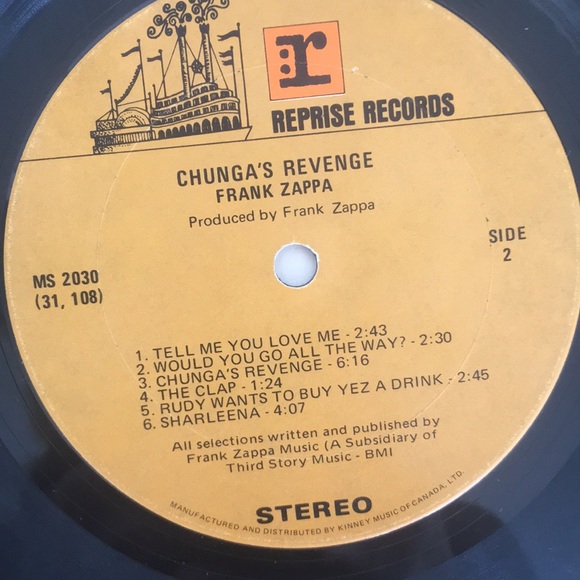 r
REPRISE RECORDS
CHUNGA'S REVENGE
FRANK ZAPPA
Produced by Frank Zappa
SIDE
2
MS 2030
(31, 108)
1. TELL ME YOU LOVE ME - 2:43
2. WOULD YOU GO ALL THE WAY? - 2:30
3. CHUNGA'S REVENGE - 6:16
4. THE CLAP - 1:24
5. RUDY WANTS TO BUY YEZ A DRINK - 2:45
6. SHARLEENA - 4:07
All selections written and published by
Frank Zappa Music (A Subsidiary of
Third Story Music - BMI
STEREO
MANUFACTURED AND DISTRIBUTED BY KINNEY MUSIC OF CANADA, LTD.